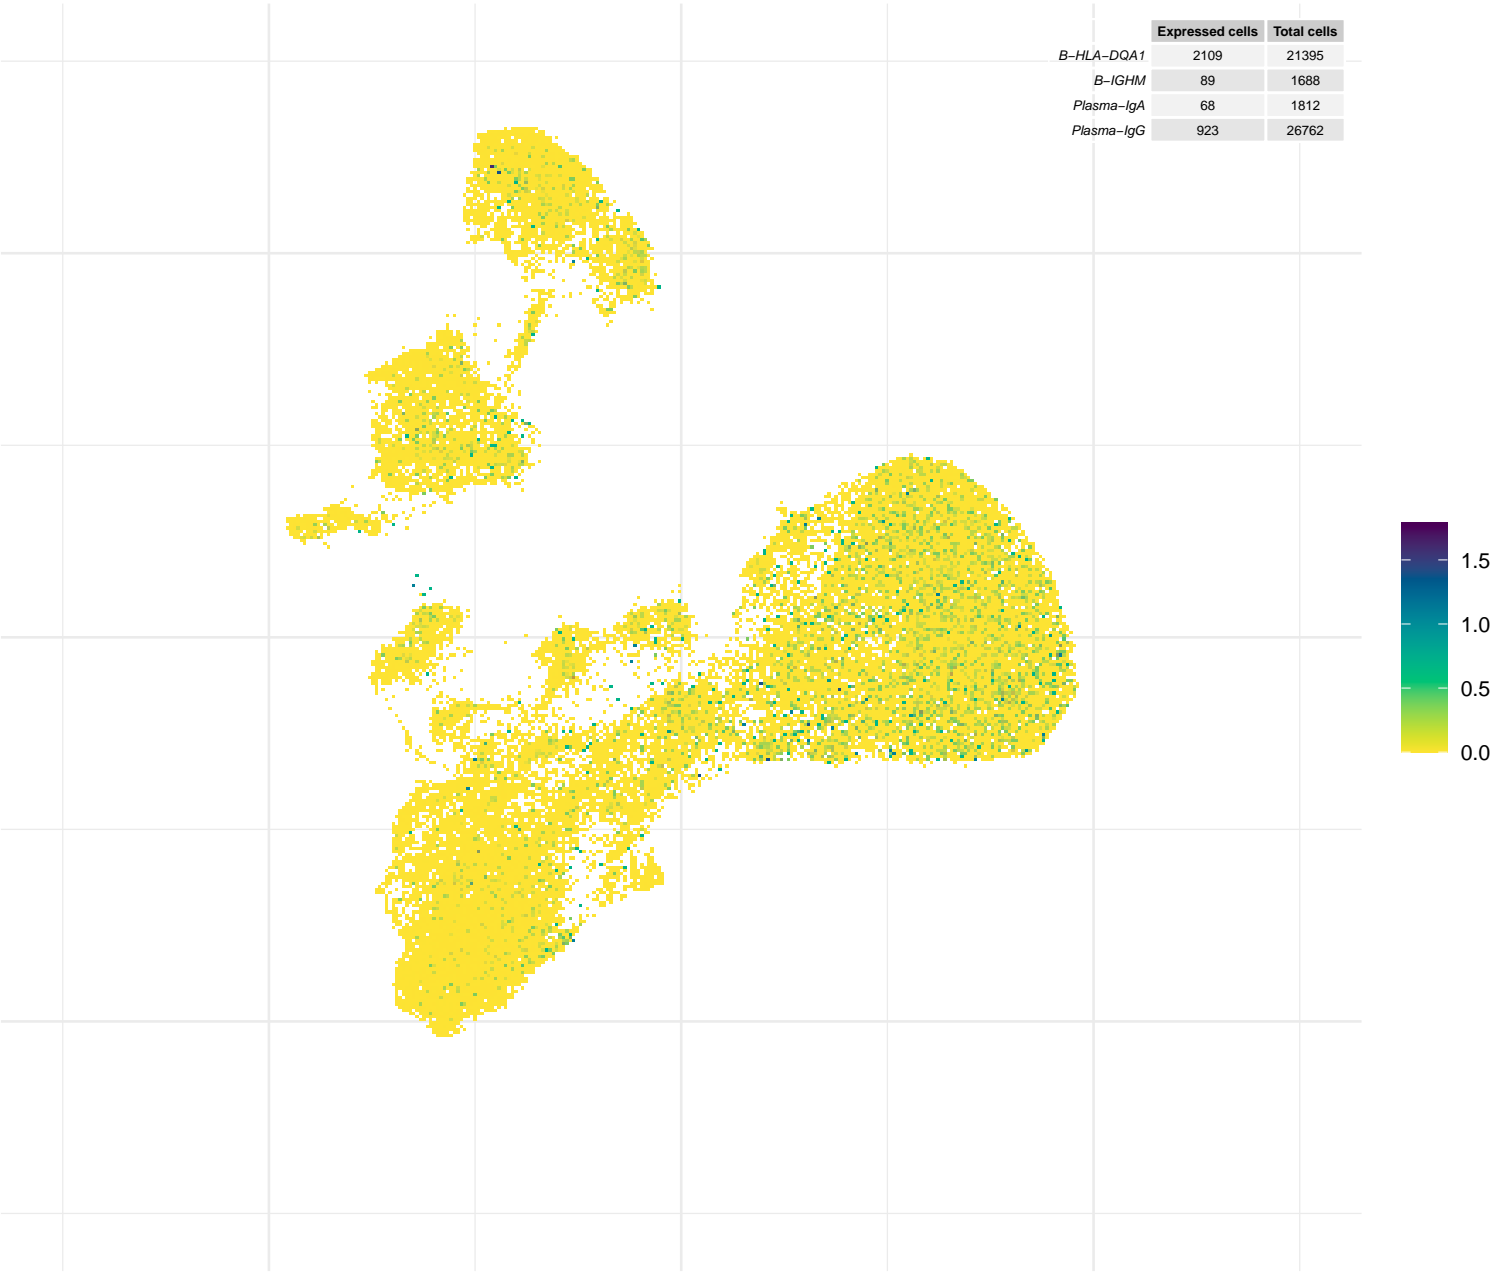 Expressed cells Total cells
B−HLA−DQA1 2109 21395
B−IGHM 89 1688
Plasma−IgA 68 1812
Plasma−IgG 923 26762
1.5
1.0
0.5
0.0